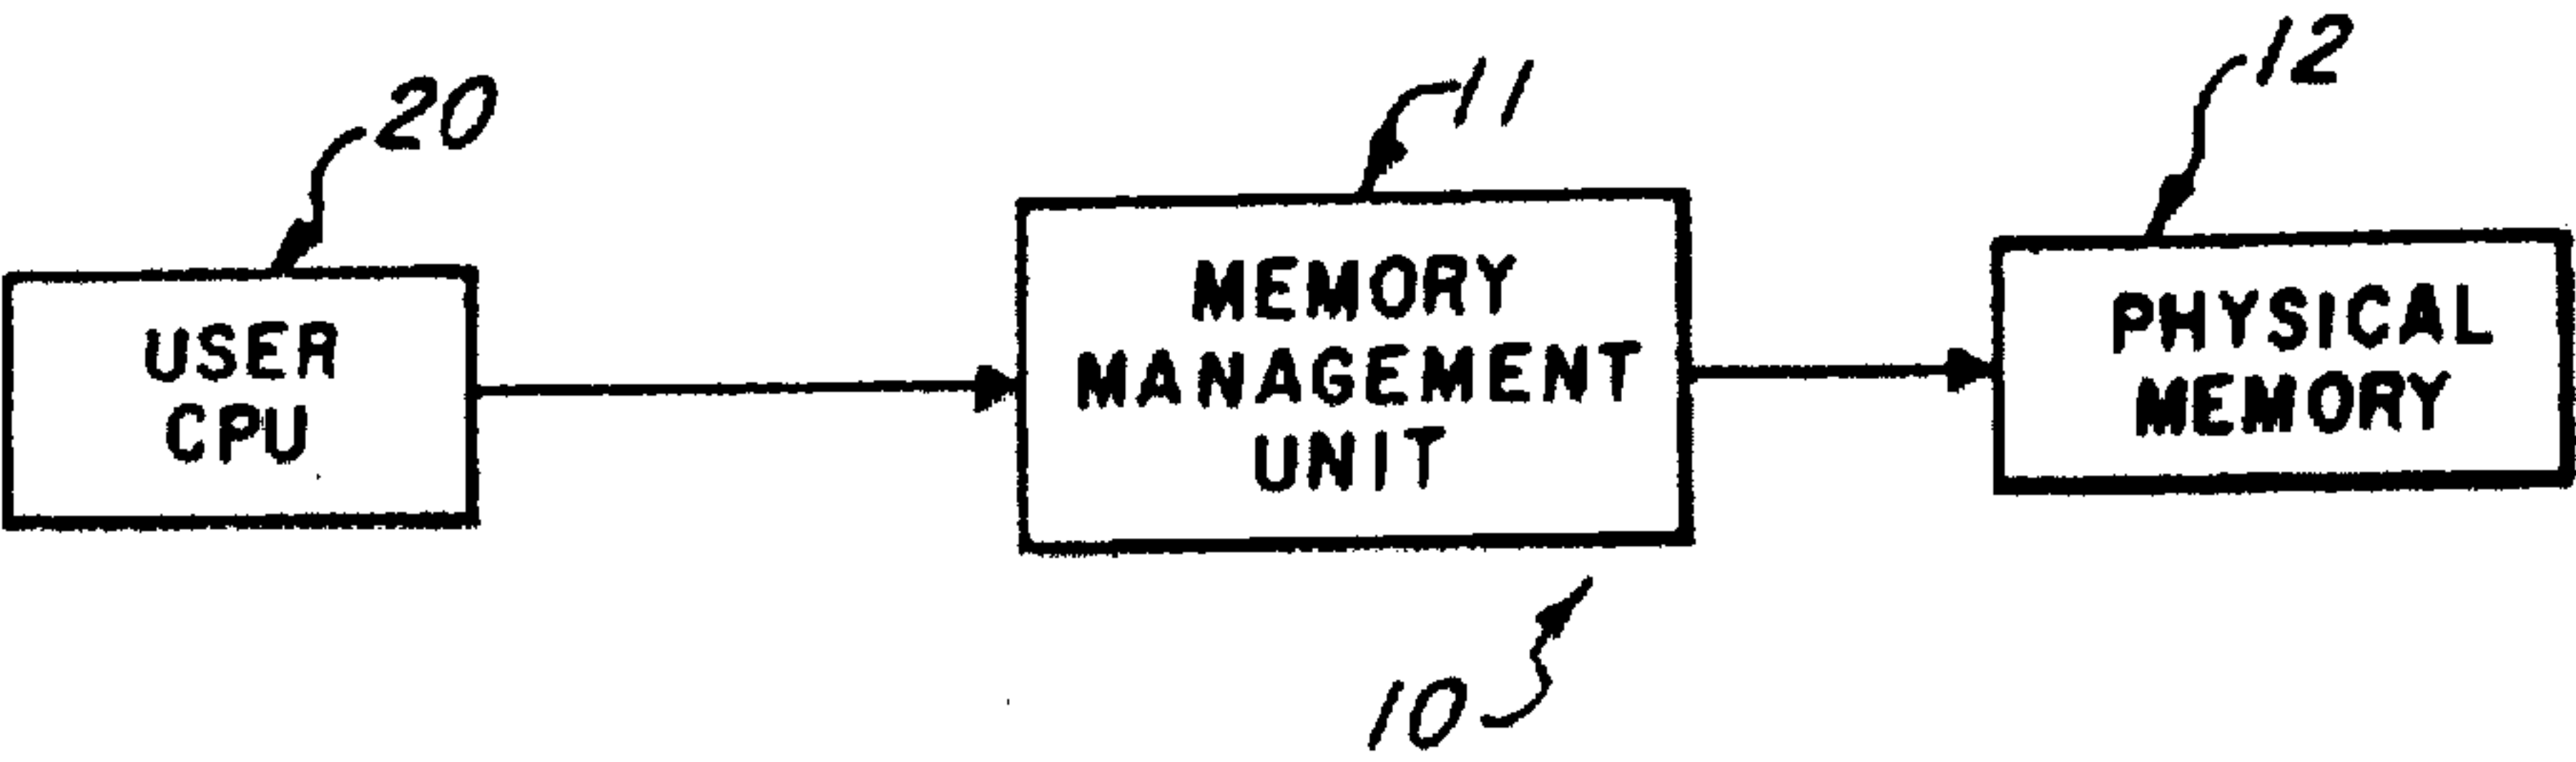 20
USER
CPU
11
MEMORY
MANAGEMENT
UNIT
12
PHYSICAL
MEMORY
10